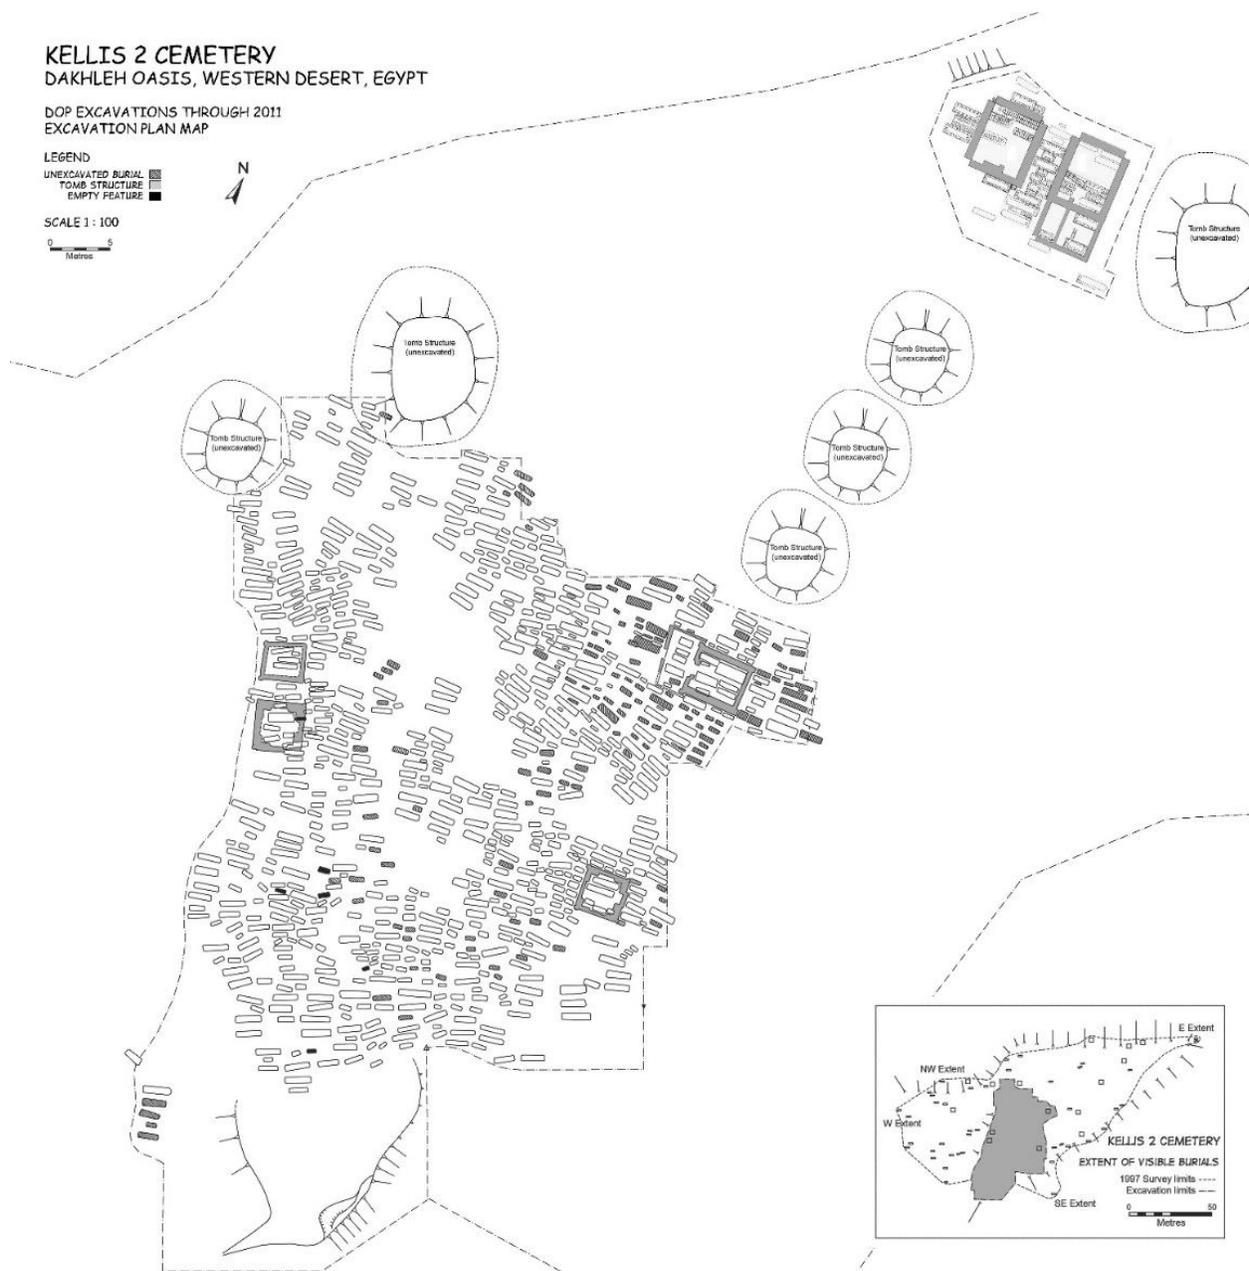 KELLIS 2 CEMETERY
DAKHLEH OASIS, WESTERN DESERT, EGYPT
DOP EXCAVATIONS THROUGH 2011
EXCAVATION PLAN MAP
LEGEND
UNEXCAVATED BURIAL
TOMB STRUCTURE
EMPTY FEATURE
N
SCALE 1 : 100
0 5
Metres
Tomb Structure
(unexcavated)
Tomb Structure
(unexcavated)
Tomb Structure
(unexcavated)
Tomb Structure
(unexcavated)
Tomb Structure
(unexcavated)
Tomb Structure
(unexcavated)
E Extent
NW Extent
W Extent
KELLIS 2 CEMETERY
EXTENT OF VISIBLE BURIALS
1997 Survey limits
Excavation limits
SE Extent
0 50
Metres